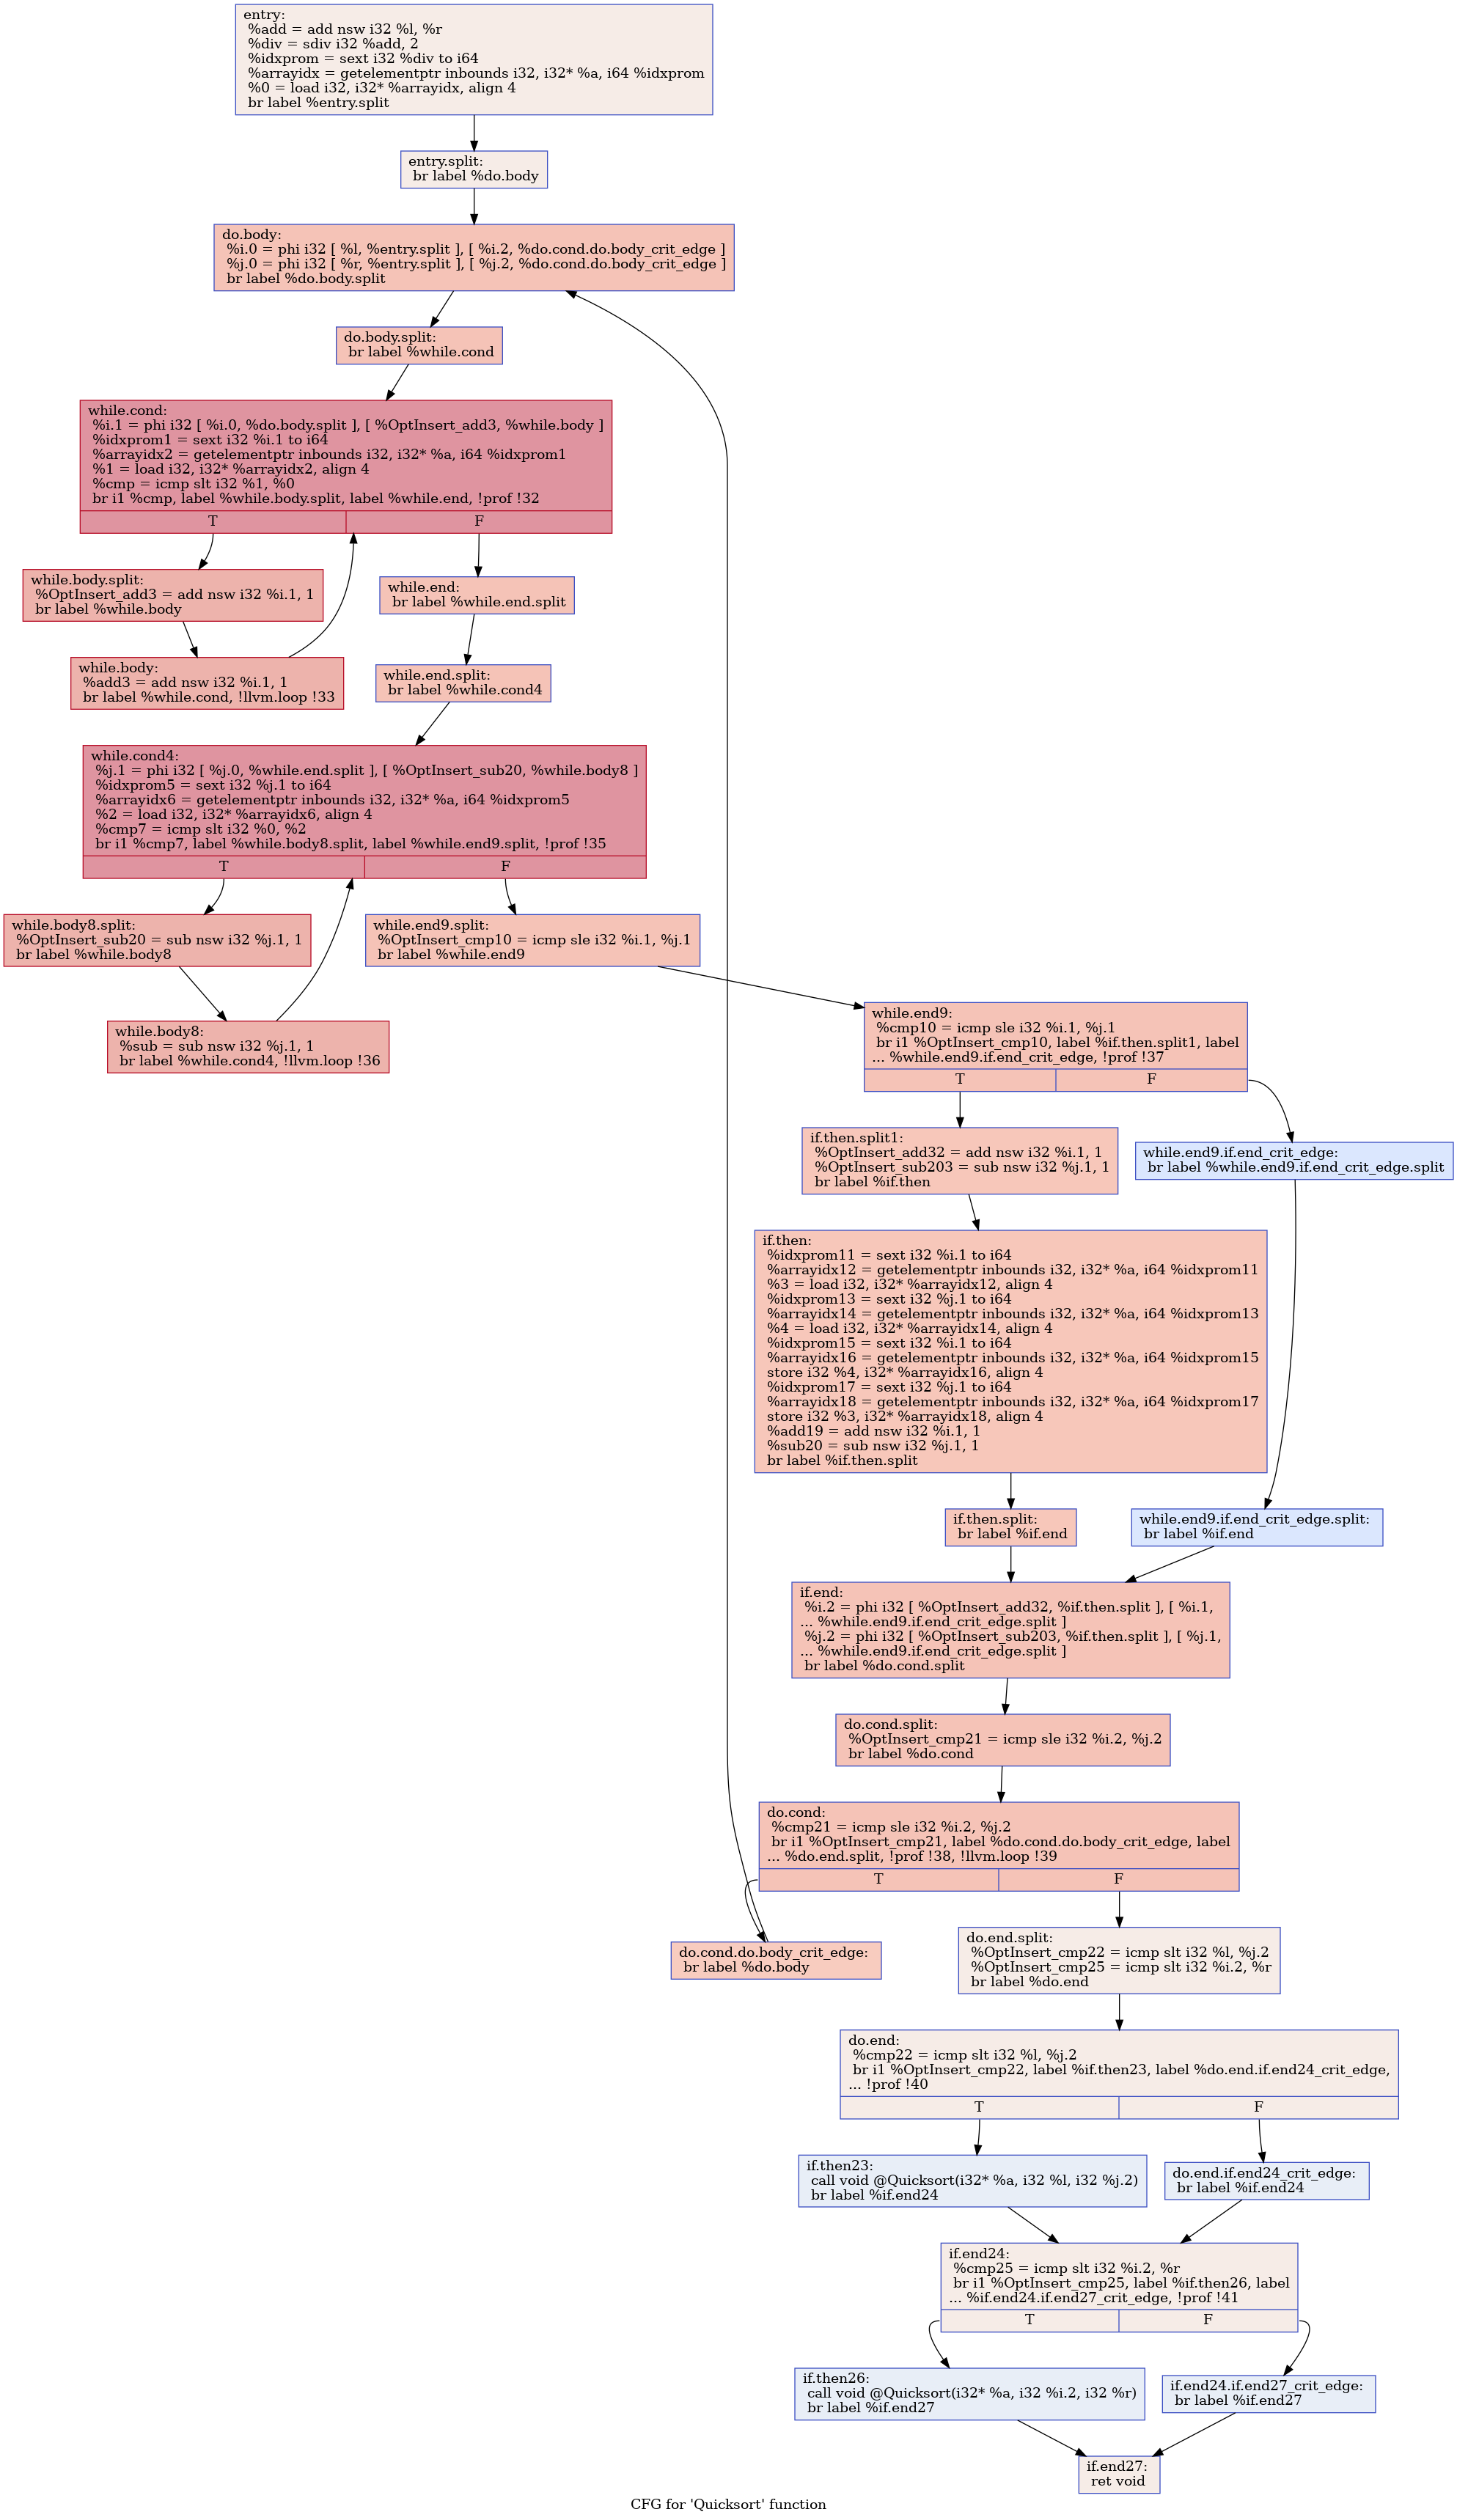 entry:
%add = add nsw i32 %l, %r
%div = sdiv i32 %add, 2
%idxprom = sext i32 %div to i64
%arrayidx = getelementptr inbounds i32, i32* %a, i64 %idxprom
%0 = load i32, i32* %arrayidx, align 4
br label %entry.split
entry.split:
br label %do.body
do.body:
%i.0 = phi i32 [ %l, %entry.split ], [ %i.2, %do.cond.do.body_crit_edge ]
%j.0 = phi i32 [ %r, %entry.split ], [ %j.2, %do.cond.do.body_crit_edge ]
br label %do.body.split
do.body.split:
br label %while.cond
while.cond:
%i.1 = phi i32 [ %i.0, %do.body.split ], [ %OptInsert_add3, %while.body ]
%idxprom1 = sext i32 %i.1 to i64
%arrayidx2 = getelementptr inbounds i32, i32* %a, i64 %idxprom1
%1 = load i32, i32* %arrayidx2, align 4
%cmp = icmp slt i32 %1, %0
br i1 %cmp, label %while.body.split, label %while.end, !prof !32
T F
while.body.split:
%OptInsert_add3 = add nsw i32 %i.1, 1
br label %while.body
while.end:
br label %while.end.split
while.body:
%add3 = add nsw i32 %i.1, 1
br label %while.cond, !llvm.loop !33
while.end.split:
br label %while.cond4
while.cond4:
%j.1 = phi i32 [ %j.0, %while.end.split ], [ %OptInsert_sub20, %while.body8 ]
%idxprom5 = sext i32 %j.1 to i64
%arrayidx6 = getelementptr inbounds i32, i32* %a, i64 %idxprom5
%2 = load i32, i32* %arrayidx6, align 4
%cmp7 = icmp slt i32 %0, %2
br i1 %cmp7, label %while.body8.split, label %while.end9.split, !prof !35
T F
while.body8.split:
%OptInsert_sub20 = sub nsw i32 %j.1, 1
br label %while.body8
while.end9.split:
%OptInsert_cmp10 = icmp sle i32 %i.1, %j.1
br label %while.end9
while.body8:
%sub = sub nsw i32 %j.1, 1
br label %while.cond4, !llvm.loop !36
while.end9:
%cmp10 = icmp sle i32 %i.1, %j.1
br i1 %OptInsert_cmp10, label %if.then.split1, label
... %while.end9.if.end_crit_edge, !prof !37
T F
if.then.split1:
%OptInsert_add32 = add nsw i32 %i.1, 1
%OptInsert_sub203 = sub nsw i32 %j.1, 1
br label %if.then
while.end9.if.end_crit_edge:
br label %while.end9.if.end_crit_edge.split
if.then:
%idxprom11 = sext i32 %i.1 to i64
%arrayidx12 = getelementptr inbounds i32, i32* %a, i64 %idxprom11
%3 = load i32, i32* %arrayidx12, align 4
%idxprom13 = sext i32 %j.1 to i64
%arrayidx14 = getelementptr inbounds i32, i32* %a, i64 %idxprom13
%4 = load i32, i32* %arrayidx14, align 4
%idxprom15 = sext i32 %i.1 to i64
%arrayidx16 = getelementptr inbounds i32, i32* %a, i64 %idxprom15
store i32 %4, i32* %arrayidx16, align 4
%idxprom17 = sext i32 %j.1 to i64
%arrayidx18 = getelementptr inbounds i32, i32* %a, i64 %idxprom17
store i32 %3, i32* %arrayidx18, align 4
%add19 = add nsw i32 %i.1, 1
%sub20 = sub nsw i32 %j.1, 1
br label %if.then.split
if.then.split:
br label %if.end
while.end9.if.end_crit_edge.split:
br label %if.end
if.end:
%i.2 = phi i32 [ %OptInsert_add32, %if.then.split ], [ %i.1,
... %while.end9.if.end_crit_edge.split ]
%j.2 = phi i32 [ %OptInsert_sub203, %if.then.split ], [ %j.1,
... %while.end9.if.end_crit_edge.split ]
br label %do.cond.split
do.cond.split:
%OptInsert_cmp21 = icmp sle i32 %i.2, %j.2
br label %do.cond
do.cond:
%cmp21 = icmp sle i32 %i.2, %j.2
br i1 %OptInsert_cmp21, label %do.cond.do.body_crit_edge, label
... %do.end.split, !prof !38, !llvm.loop !39
T F
do.cond.do.body_crit_edge:
br label %do.body
do.end.split:
%OptInsert_cmp22 = icmp slt i32 %l, %j.2
%OptInsert_cmp25 = icmp slt i32 %i.2, %r
br label %do.end
do.end:
%cmp22 = icmp slt i32 %l, %j.2
br i1 %OptInsert_cmp22, label %if.then23, label %do.end.if.end24_crit_edge,
... !prof !40
T F
if.then23:
call void @Quicksort(i32* %a, i32 %l, i32 %j.2)
br label %if.end24
do.end.if.end24_crit_edge:
br label %if.end24
if.end24:
%cmp25 = icmp slt i32 %i.2, %r
br i1 %OptInsert_cmp25, label %if.then26, label
... %if.end24.if.end27_crit_edge, !prof !41
T F
if.then26:
call void @Quicksort(i32* %a, i32 %i.2, i32 %r)
br label %if.end27
if.end24.if.end27_crit_edge:
br label %if.end27
if.end27:
ret void
CFG for 'Quicksort' function